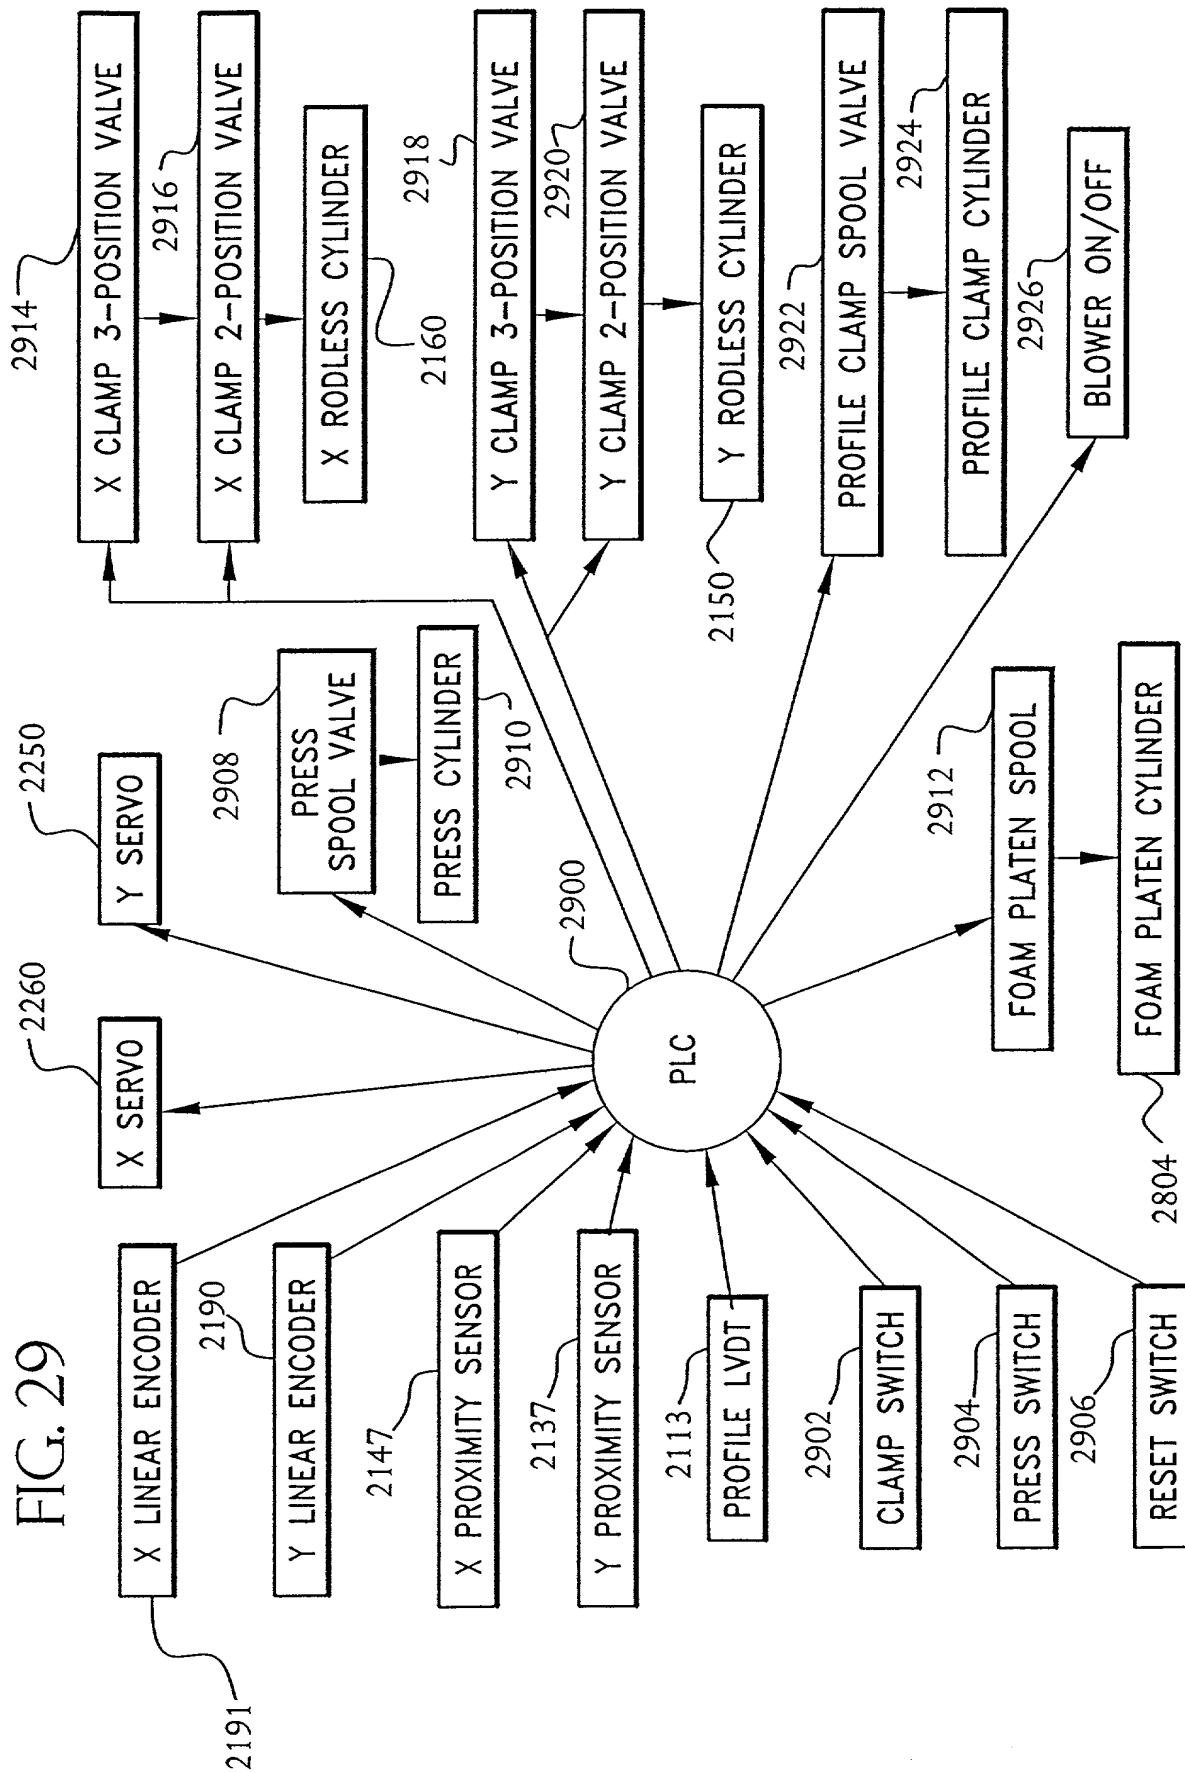 FIG. 29
X LINEAR ENCODER
2191
Y LINEAR ENCODER
2190
X PROXIMITY SENSOR
2147
Y PROXIMITY SENSOR
2137
PROFILE LVDT
2113
CLAMP SWITCH
2902
PRESS SWITCH
2904
RESET SWITCH
2906
X SERVO
2260
Y SERVO
2250
PLC
2900
PRESS
SPOOL VALVE
2908
PRESS CYLINDER
2910
FOAM PLATEN SPOOL
2912
FOAM PLATEN CYLINDER
2804
X CLAMP 3-POSITION VALVE
2914
X CLAMP 2-POSITION VALVE
2916
X RODLESS CYLINDER
2160
Y CLAMP 3-POSITION VALVE
2918
Y CLAMP 2-POSITION VALVE
2920
Y RODLESS CYLINDER
2150
PROFILE CLAMP SPOOL VALVE
2922
PROFILE CLAMP CYLINDER
2924
BLOWER ON/OFF
2926